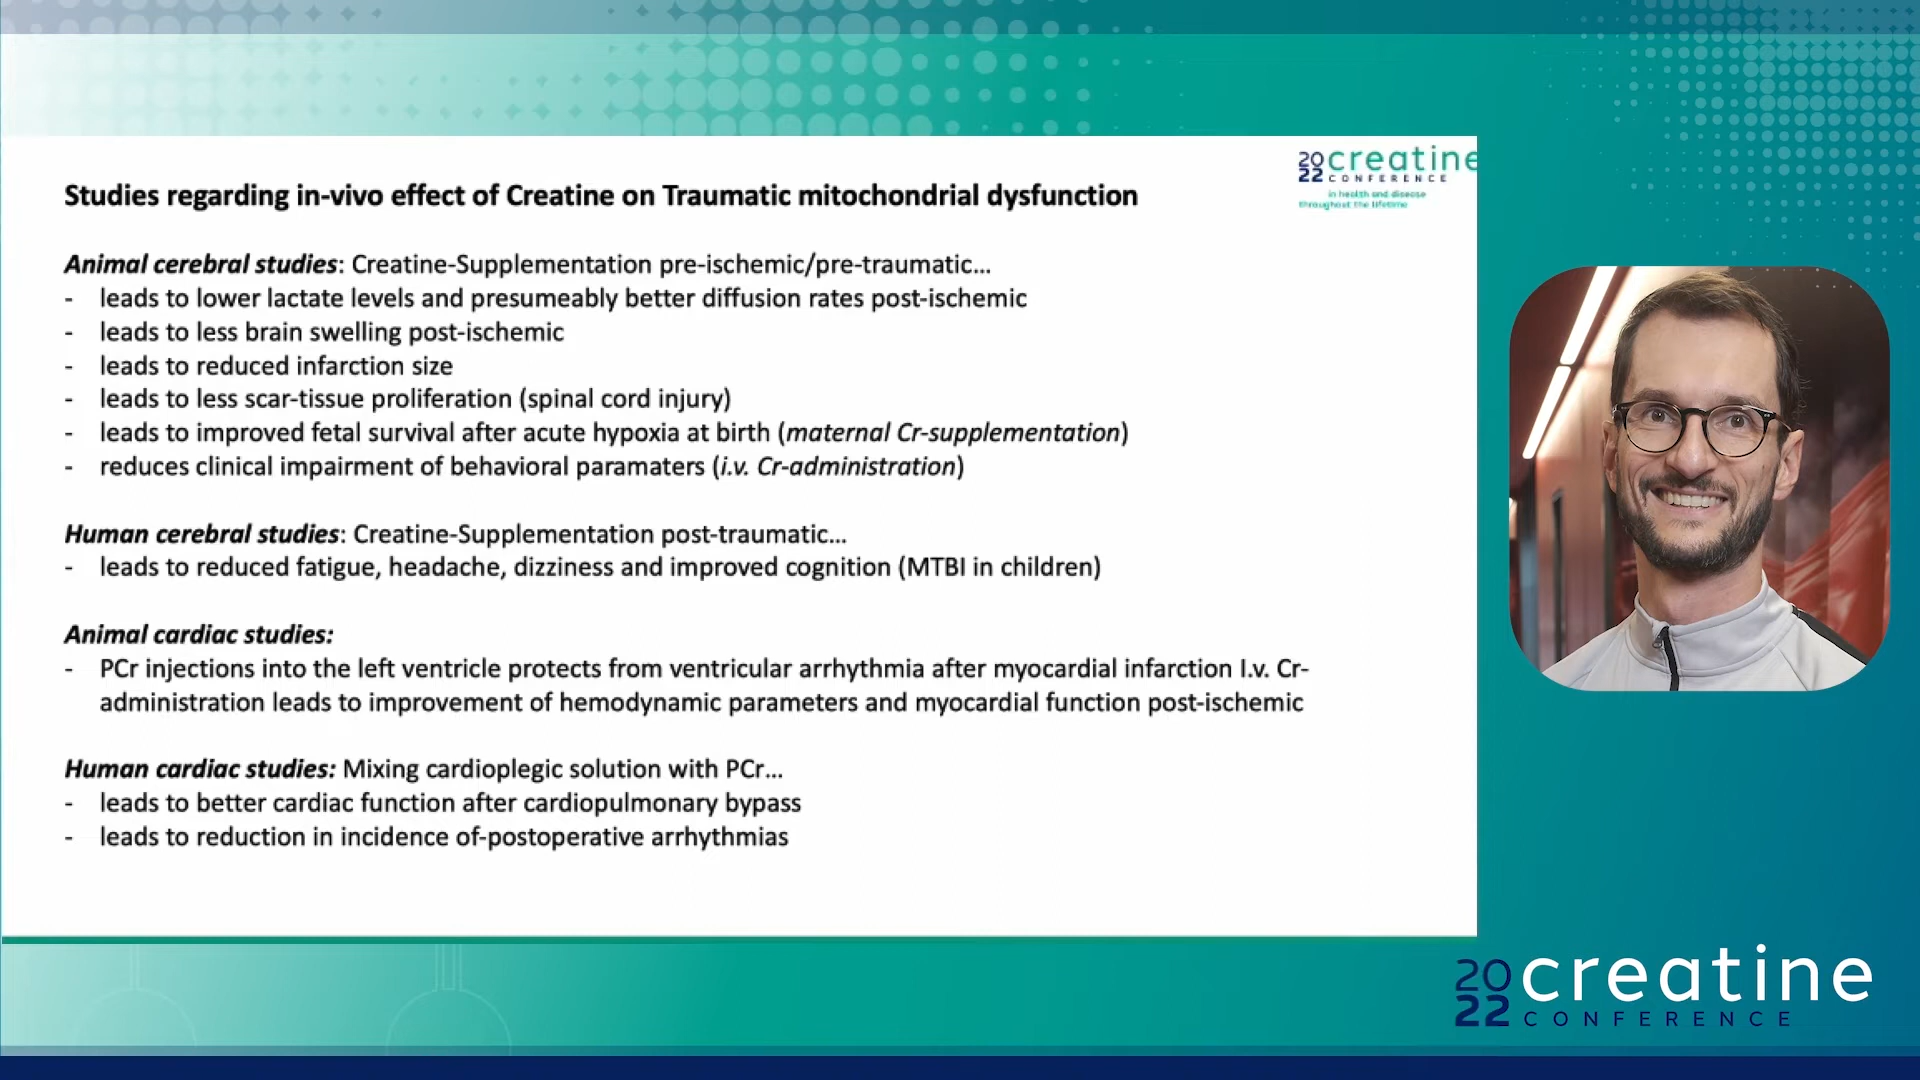 20 creatine
22 CONFERENCE
in health and disease
throughout the lifetime
Studies regarding in-vivo effect of Creatine on Traumatic mitochondrial dysfunction
Animal cerebral studies: Creatine-Supplementation pre-ischemic/pre-traumatic...
- leads to lower lactate levels and presumeably better diffusion rates post-ischemic
- leads to less brain swelling post-ischemic
- leads to reduced infarction size
- leads to less scar-tissue proliferation (spinal cord injury)
- leads to improved fetal survival after acute hypoxia at birth (maternal Cr-supplementation)
- reduces clinical impairment of behavioral paramaters (i.v. Cr-administration)
Human cerebral studies: Creatine-Supplementation post-traumatic...
- leads to reduced fatigue, headache, dizziness and improved cognition (MTBI in children)
Animal cardiac studies:
- PCr injections into the left ventricle protects from ventricular arrhythmia after myocardial infarction I.v. Cr-
administration leads to improvement of hemodynamic parameters and myocardial function post-ischemic
Human cardiac studies: Mixing cardioplegic solution with PCr...
- leads to better cardiac function after cardiopulmonary bypass
- leads to reduction in incidence of-postoperative arrhythmias
20 creatine
22 CONFERENCE